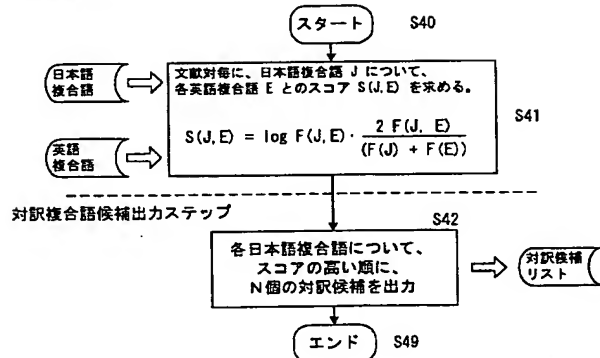 スタート
S40
日本語
複合語
文献対毎に、日本語複合語 J について、
各英語複合語 E とのスコア S(J,E) を求める。
S41
S(J,E) = log F(J,E) · 2 F(J, E) / (F(J) + F(E))
英語
複合語
対訳複合語候補出力ステップ
S42
各日本語複合語について、
スコアの高い順に、
N個の対訳候補を出力
対訳候補
リスト
エンド
S49